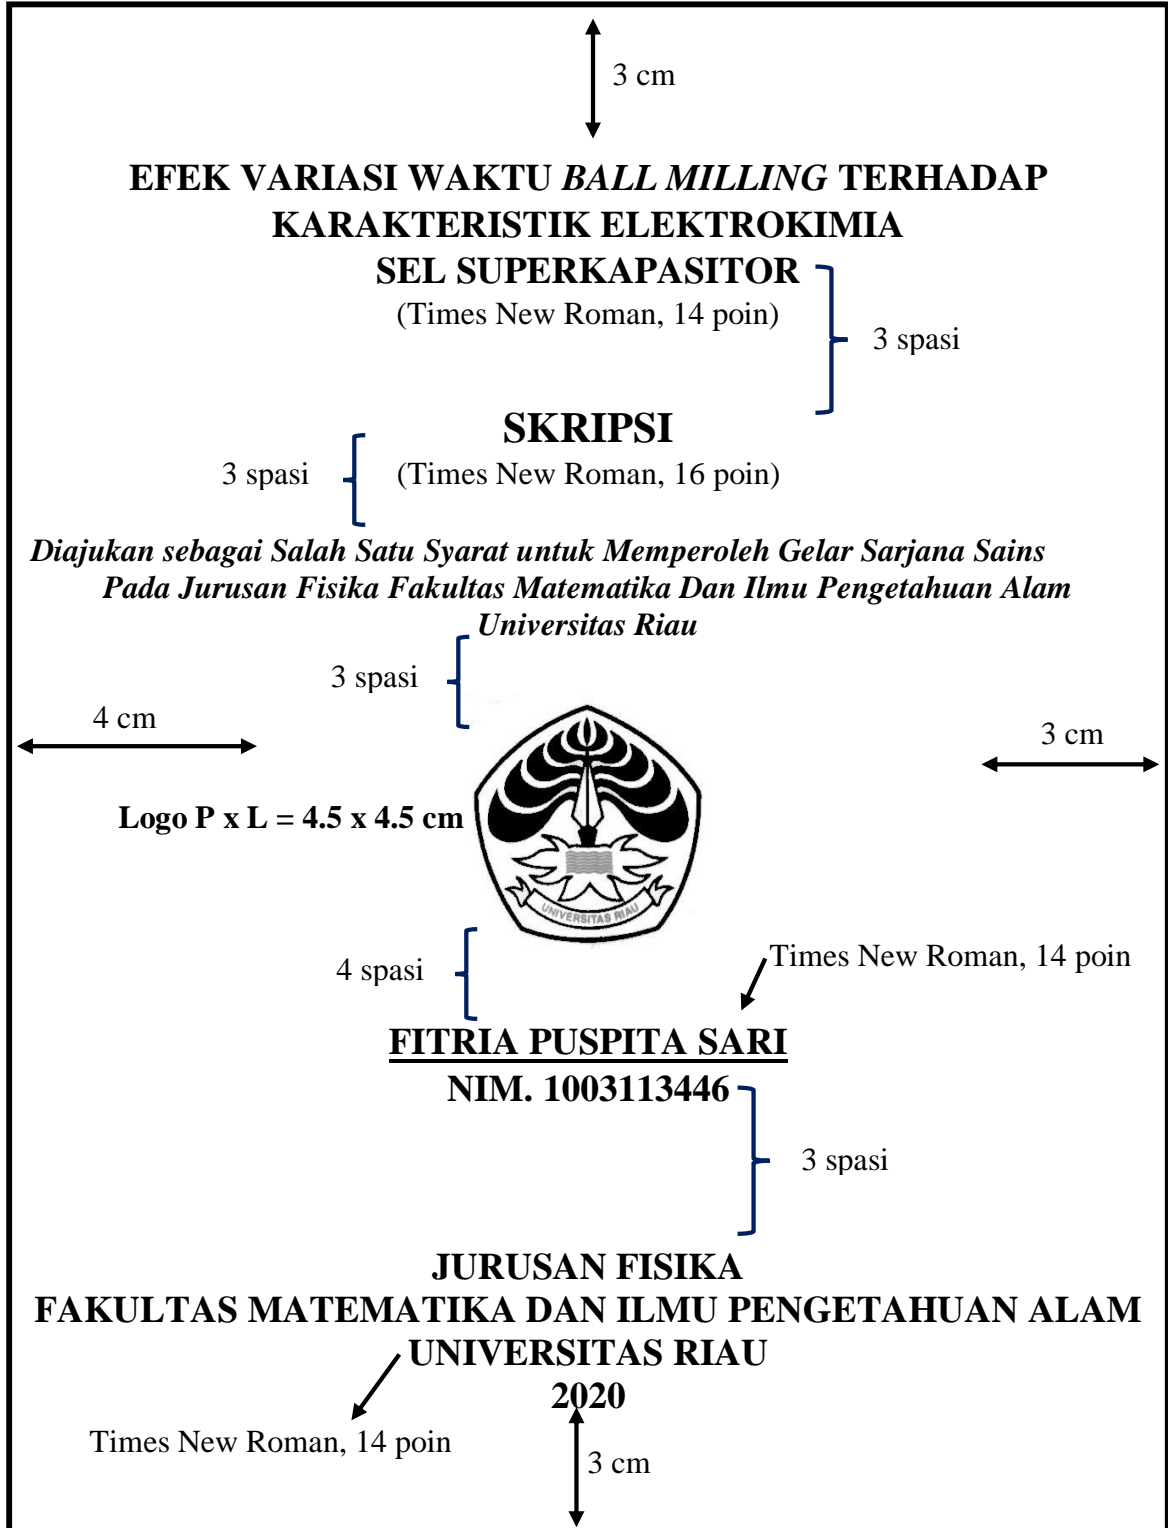 3 cm
EFEK VARIASI WAKTU BALL MILLING TERHADAP
KARAKTERISTIK ELEKTROKIMIA
SEL SUPERKAPASITOR
(Times New Roman, 14 poin)
3 spasi
SKRIPSI
3 spasi
(Times New Roman, 16 poin)
Diajukan sebagai Salah Satu Syarat untuk Memperoleh Gelar Sarjana Sains
Pada Jurusan Fisika Fakultas Matematika Dan Ilmu Pengetahuan Alam
Universitas Riau
3 spasi
4 cm
3 cm
Logo P x L = 4.5 x 4.5 cm
UNIVERSITAS RIAU
4 spasi
Times New Roman, 14 poin
FITRIA PUSPITA SARI
NIM. 1003113446
3 spasi
JURUSAN FISIKA
FAKULTAS MATEMATIKA DAN ILMU PENGETAHUAN ALAM
UNIVERSITAS RIAU
2020
Times New Roman, 14 poin
3 cm